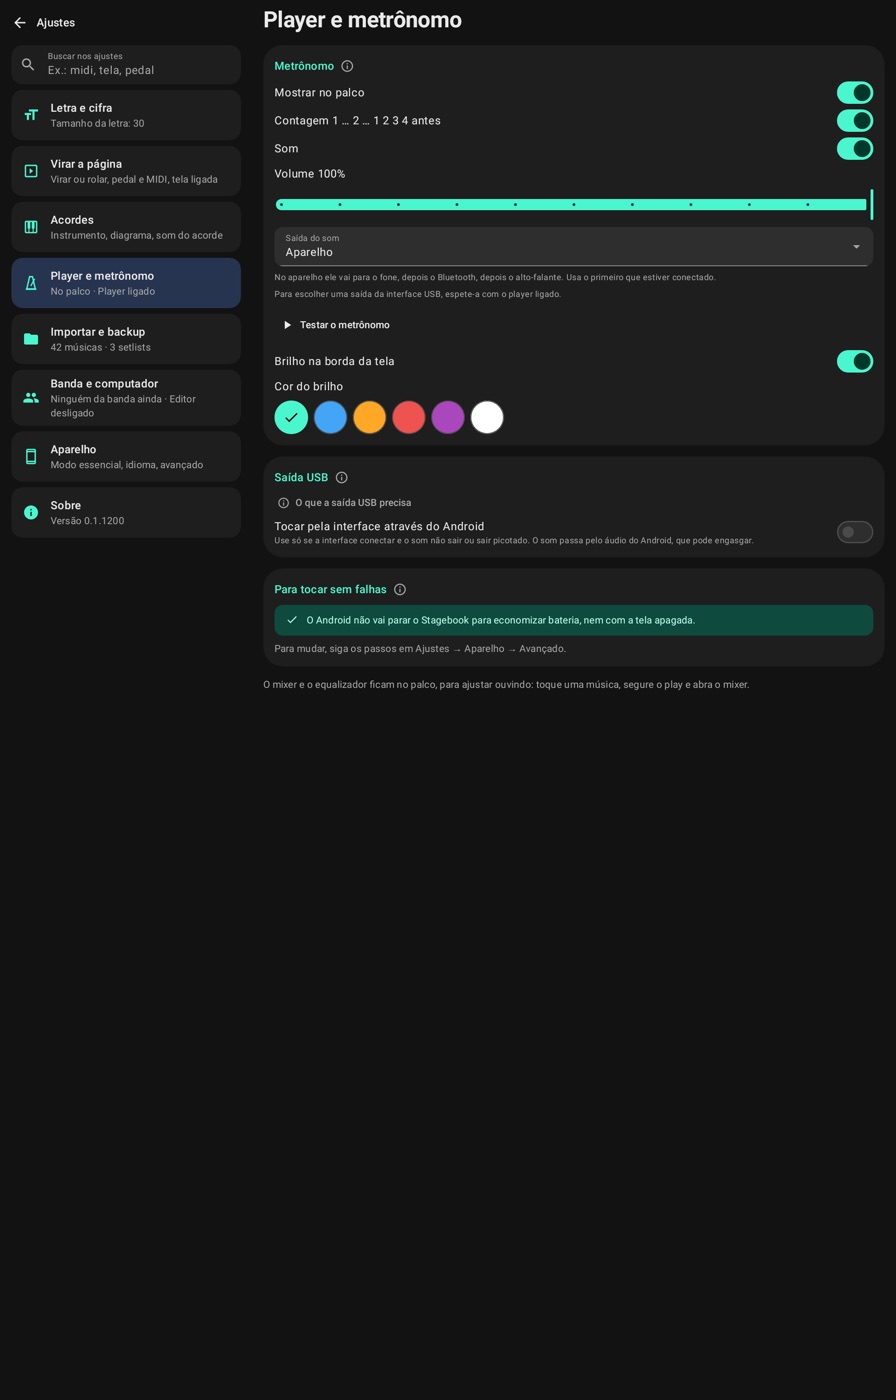 Ajustes
Buscar nos ajustes
Ex.: midi, tela, pedal
Letra e cifra
Tamanho da letra: 30
Virar a página
Virar ou rolar, pedal e MIDI, tela ligada
Acordes
Instrumento, diagrama, som do acorde
Player e metrônomo
No palco · Player ligado
Importar e backup
42 músicas · 3 setlists
Banda e computador
Ninguém da banda ainda · Editor
desligado
Aparelho
Modo essencial, idioma, avançado
Sobre
Versão 0.1.1200
Player e metrônomo
Metrônomo
Mostrar no palco
Contagem 1 … 2 … 1 2 3 4 antes
Som
Volume 100%
Saída do som
Aparelho
No aparelho ele vai para o fone, depois o Bluetooth, depois o alto-falante. Usa o primeiro que estiver conectado.
Para escolher uma saída da interface USB, espete-a com o player ligado.
Testar o metrônomo
Brilho na borda da tela
Cor do brilho
Saída USB
O que a saída USB precisa
Tocar pela interface através do Android
Use só se a interface conectar e o som não sair ou sair picotado. O som passa pelo áudio do Android, que pode engasgar.
Para tocar sem falhas
O Android não vai parar o Stagebook para economizar bateria, nem com a tela apagada.
Para mudar, siga os passos em Ajustes → Aparelho → Avançado.
O mixer e o equalizador ficam no palco, para ajustar ouvindo: toque uma música, segure o play e abra o mixer.